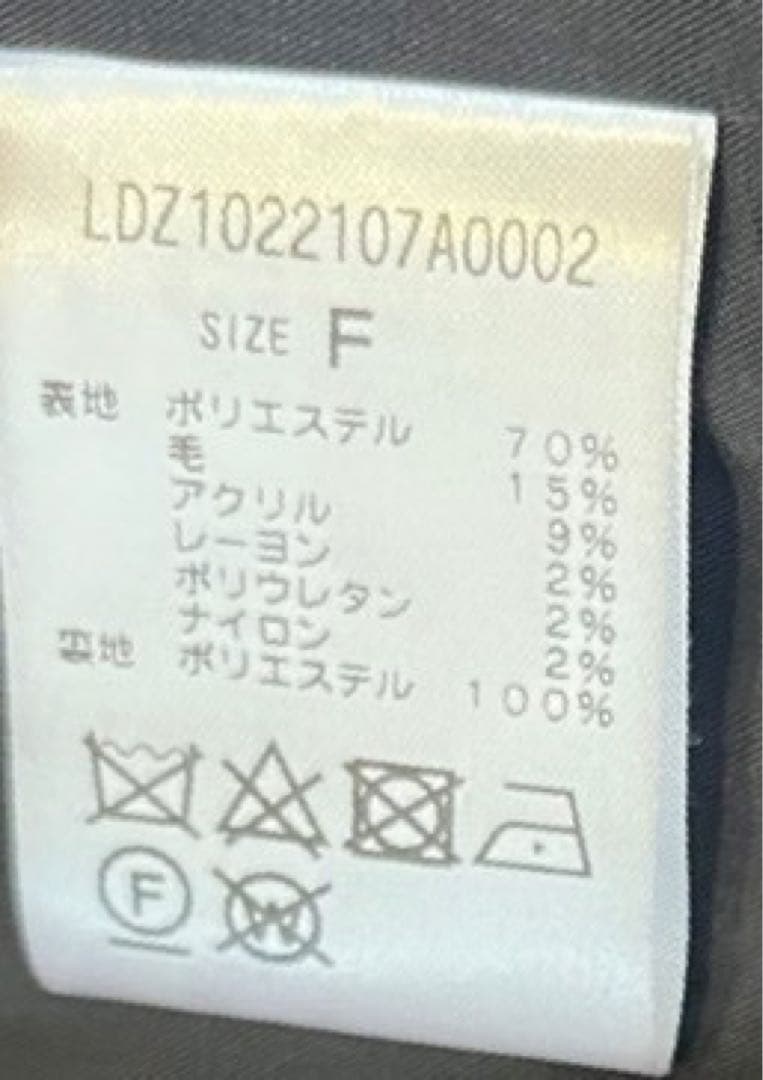 LDZ1022107A0002
SIZE F
表地 ポリエステル 70%
毛 15%
アクリル 9%
レーヨン 2%
ポリウレタン 2%
ナイロン 2%
裏地 ポリエステル 100%
F W